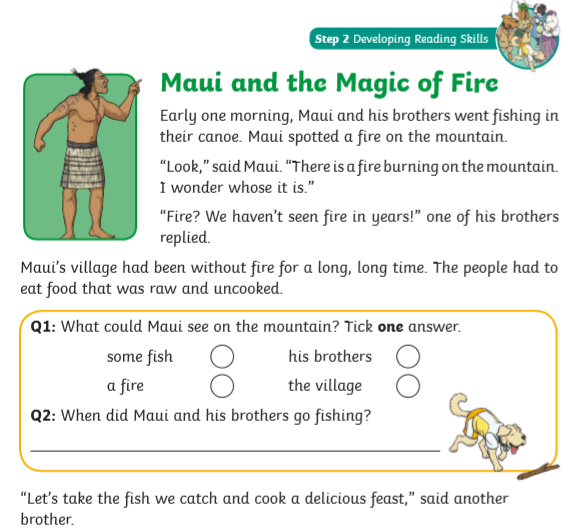 Step 2 Developing Reading Skills
Maui and the Magic of Fire
Early one morning, Maui and his brothers went fishing in
their canoe. Maui spotted a fire on the mountain.
“Look,” said Maui. “There is a fire burning on the mountain.
I wonder whose it is.”
“Fire? We haven’t seen fire in years!” one of his brothers
replied.
Maui’s village had been without fire for a long, long time. The people had to
eat food that was raw and uncooked.
Q1: What could Maui see on the mountain? Tick one answer.
some fish his brothers
a fire the village
Q2: When did Maui and his brothers go fishing?
“Let’s take the fish we catch and cook a delicious feast,” said another
brother.